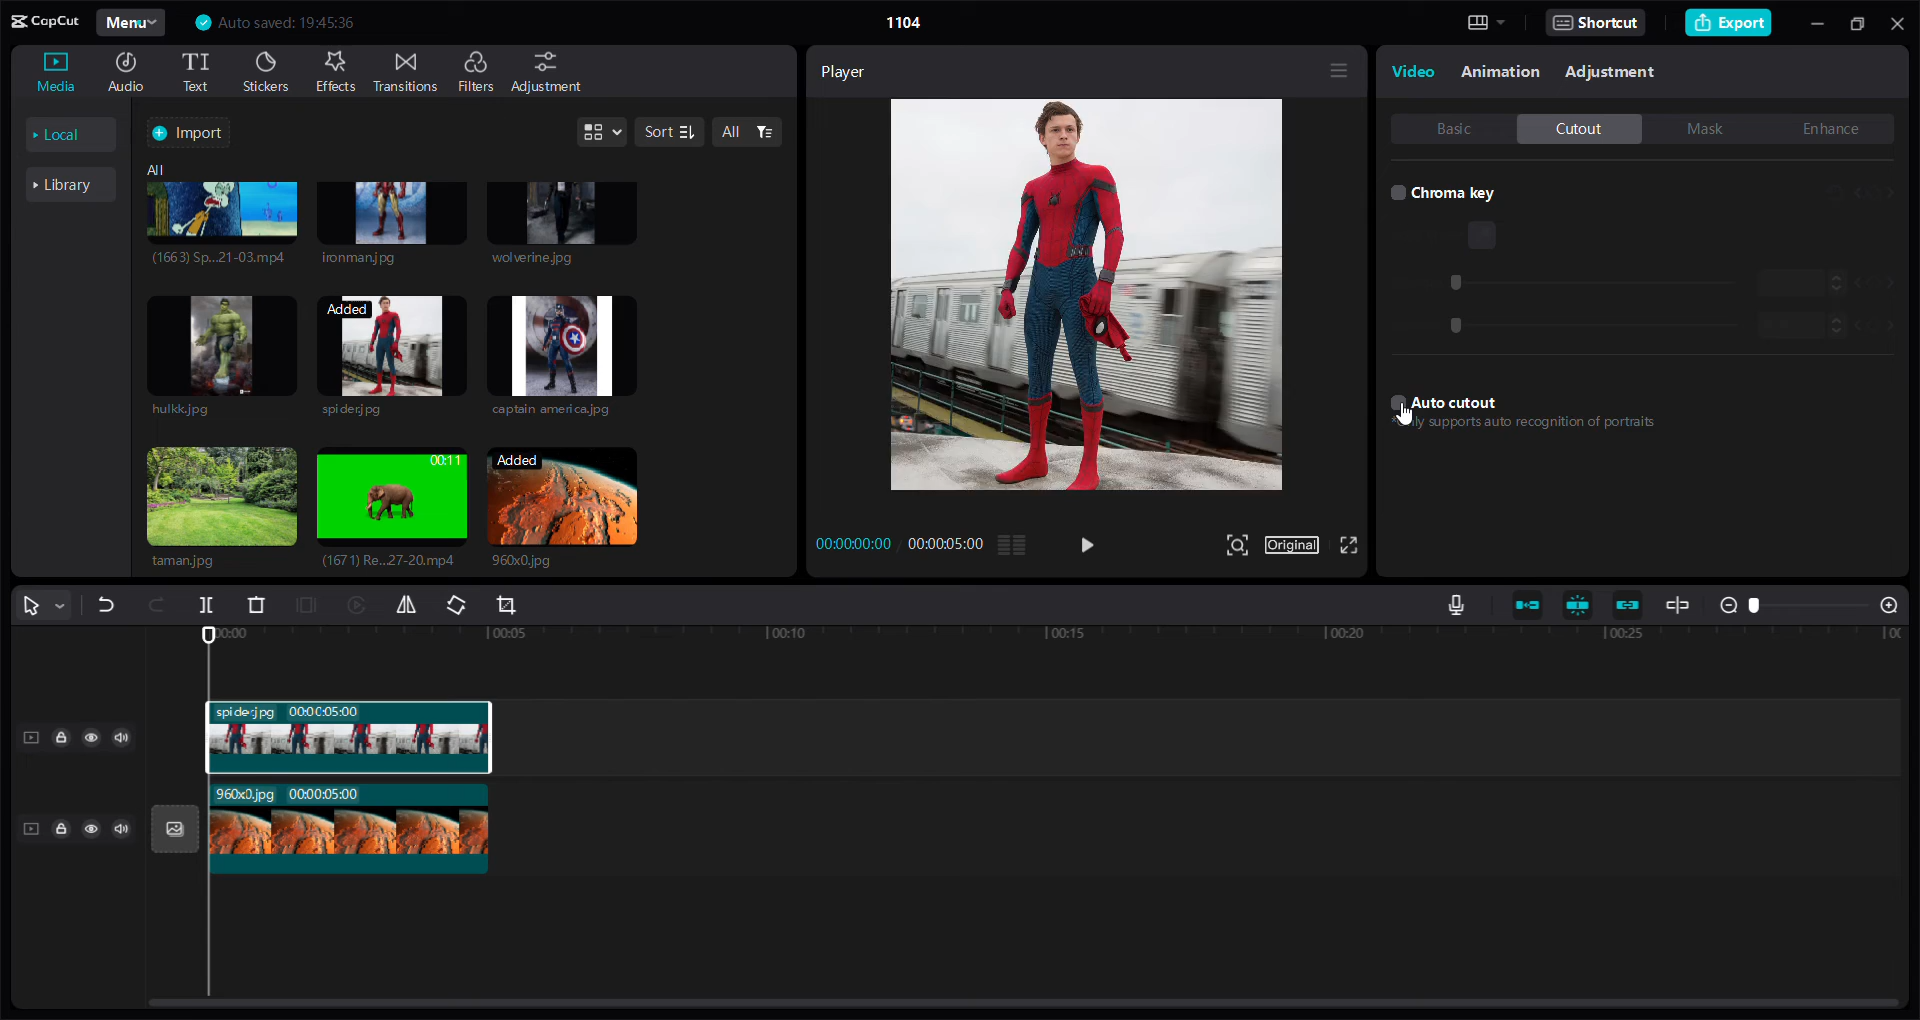 CapCut Menu Auto saved: 19:45:36 1104 Shortcut Export
Media Audio Text Stickers Effects Transitions Filters Adjustment
Local
Library
Import Sort All
All
(1663) Sp...21-03.mp4 ironman.jpg wolverine.jpg
Added
hulkk.jpg spider.jpg captain america.jpg
00:11 Added
taman.jpg (1671) Re...27-20.mp4 960x0.jpg
Player
00:00:00:00 / 00:00:05:00 Original
Video Animation Adjustment
Basic Cutout Mask Enhance
Chroma key
Auto cutout
supports auto recognition of portraits
00:00 00:05 00:10 00:15 00:20 00:25
spider.jpg 00:00:05:00
960x0.jpg 00:00:05:00